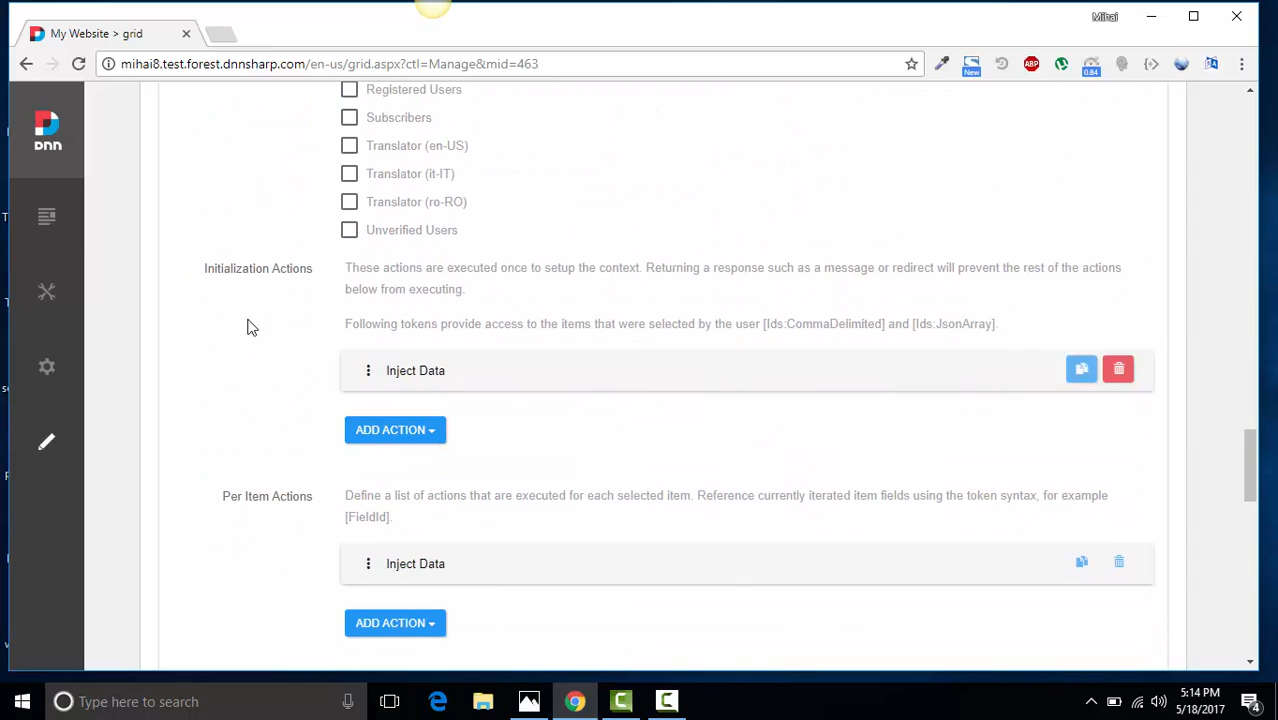 Mihai
My Website > grid
mihai8.test.forest.dnnsharp.com/en-us/grid.aspx?ctl=Manage&mid=463
ABP
New
0.84
DNN
Registered Users
Subscribers
Translator (en-US)
Translator (it-IT)
Translator (ro-RO)
Unverified Users
Initialization Actions
These actions are executed once to setup the context. Returning a response such as a message or redirect will prevent the rest of the actions
below from executing.
Following tokens provide access to the items that were selected by the user [Ids:CommaDelimited] and [Ids:JsonArray].
Inject Data
ADD ACTION
Per Item Actions
Define a list of actions that are executed for each selected item. Reference currently iterated item fields using the token syntax, for example
[FieldId].
Inject Data
ADD ACTION
Type here to search
5:14 PM
5/18/2017
4